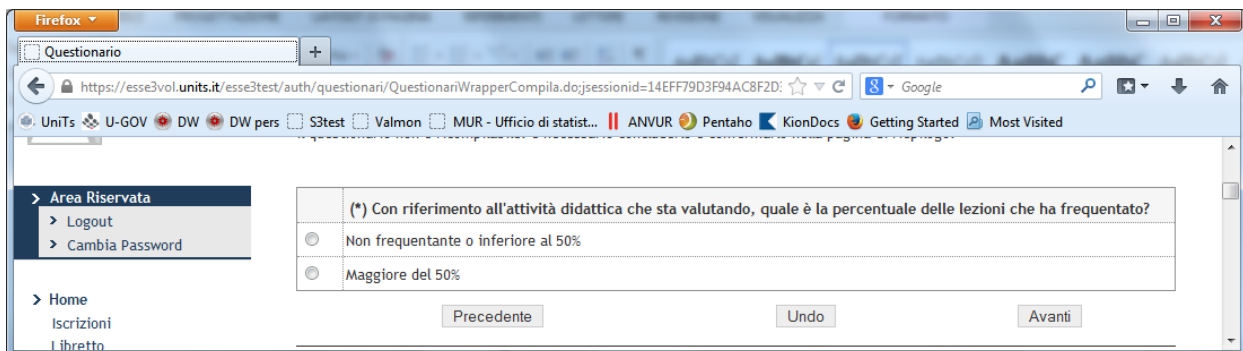 Firefox
Questionario
https://esse3vol.units.it/esse3test/auth/questionari/QuestionariWrapperCompila.do;jsessionid=14EFF79D3F94AC8F2D:
Google
UniTs U-GOV DW DW pers S3test Valmon MUR - Ufficio di statist... ANVUR Pentaho KionDocs Getting Started Most Visited
Area Riservata
Logout
Cambia Password
(*) Con riferimento all'attività didattica che sta valutando, quale è la percentuale delle lezioni che ha frequentato?
Non frequentante o inferiore al 50%
Maggiore del 50%
Home
Iscrizioni
Libretto
Precedente Undo Avanti